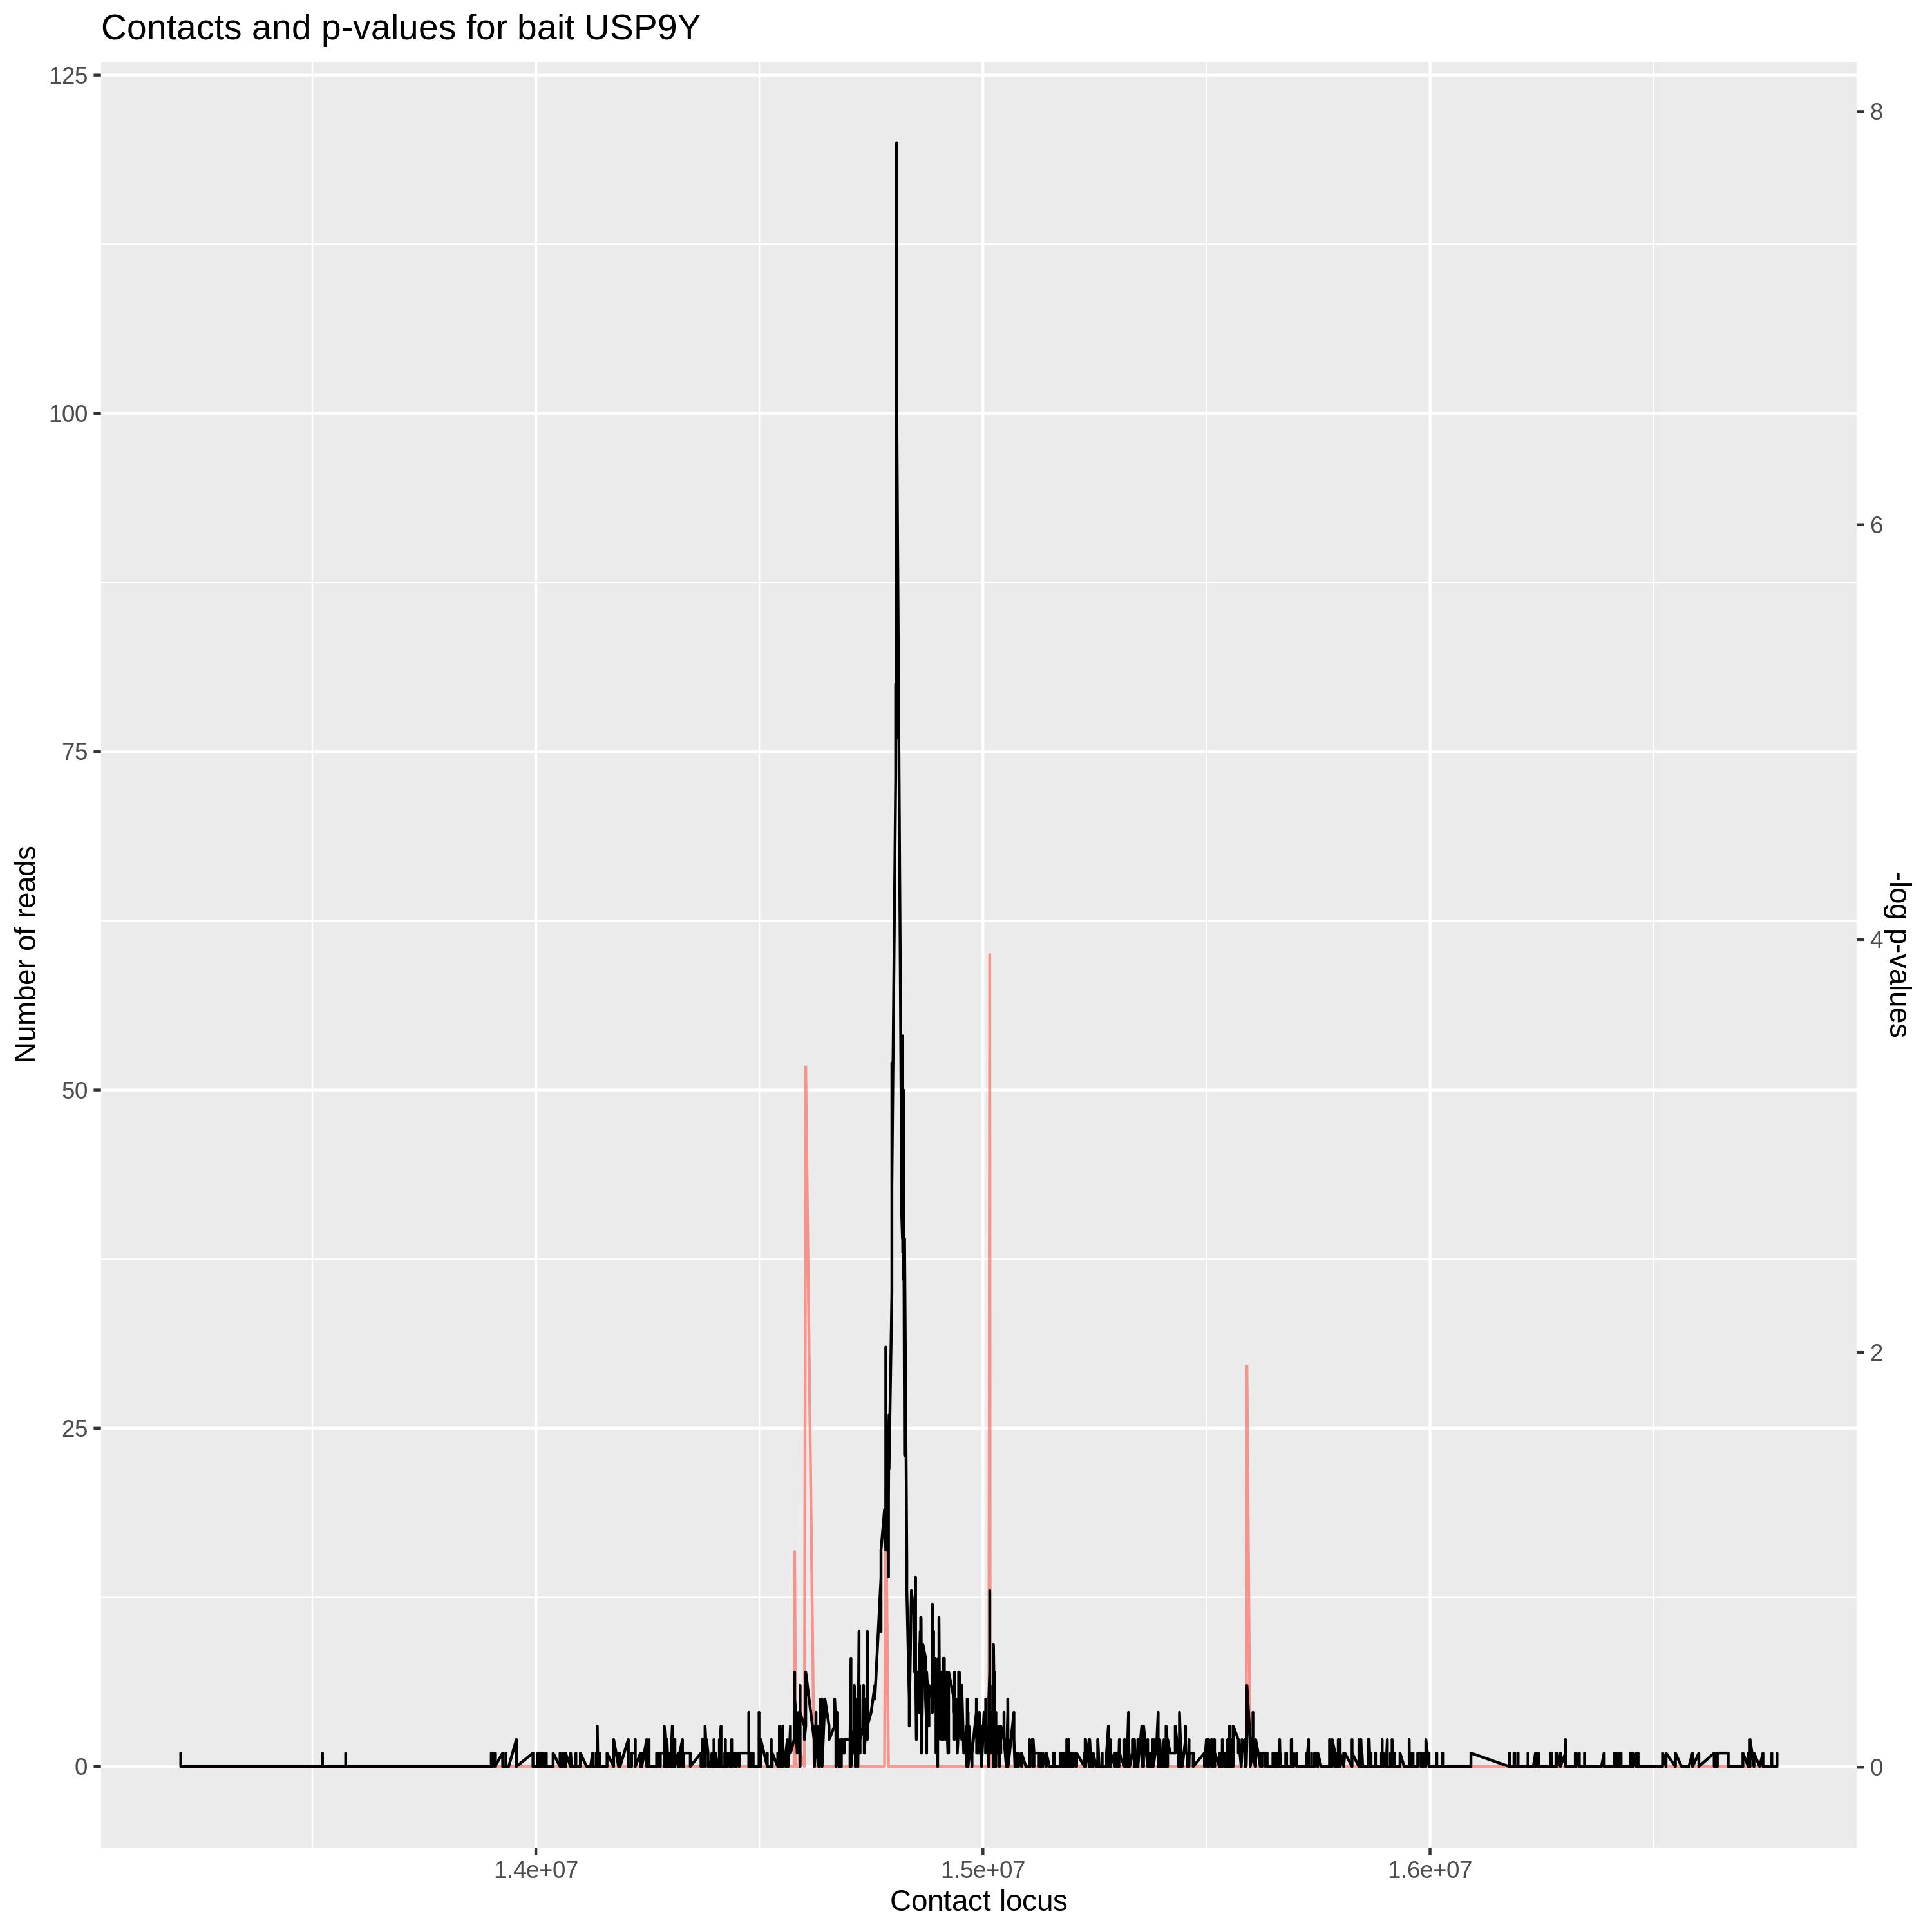 Contacts and p-values for bait USP9Y
125
100
75
50
25
0
Number of reads
8
6
4
2
0
-log p-values
1.4e+07
1.5e+07
1.6e+07
Contact locus